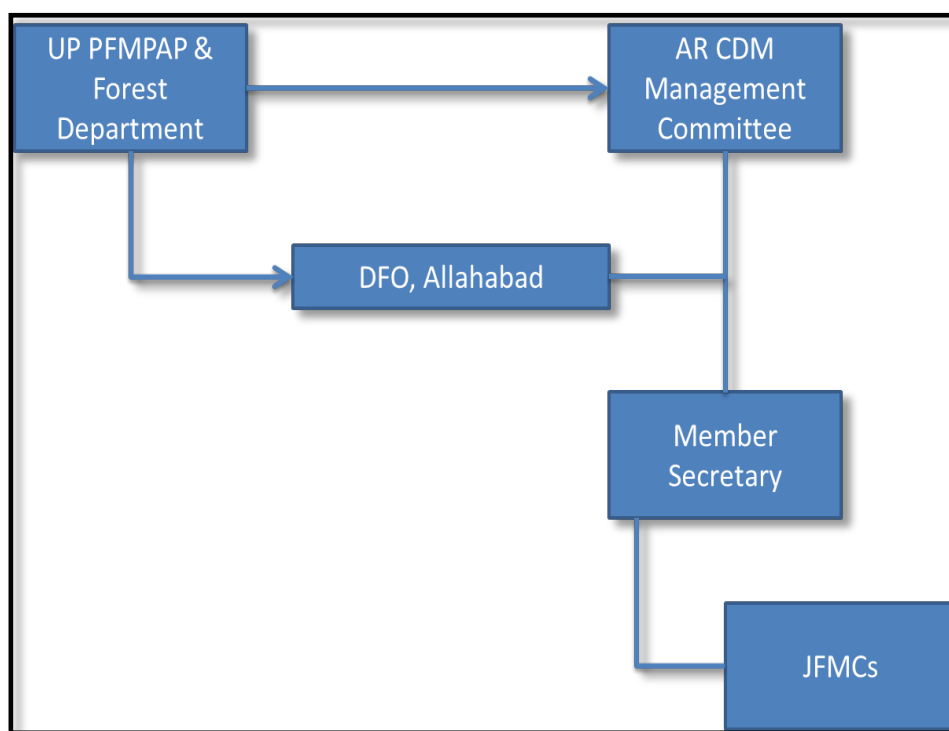 UP PFMPAP &
Forest
Department
AR CDM
Management
Committee
DFO, Allahabad
Member
Secretary
JFMCs